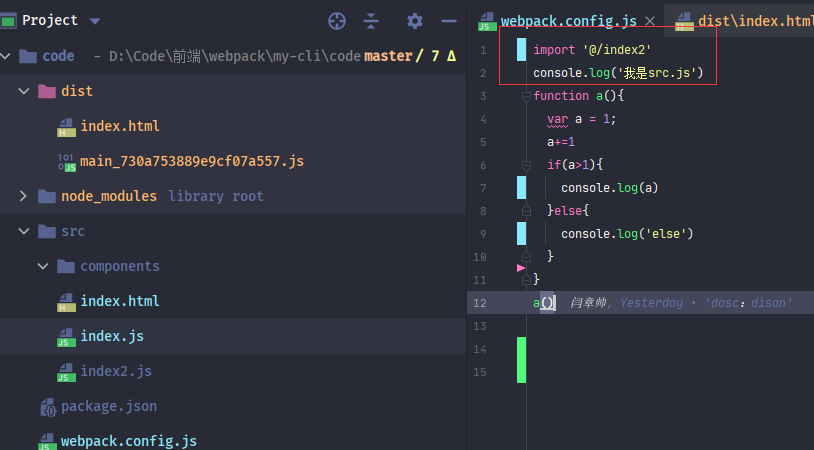 Project
webpack.config.js
dist\index.html
code – D:\Code\前端\webpack\my-cli\code master / 7 Δ
dist
index.html
main_730a753889e9cf07a557.js
node_modules library root
src
components
index.html
index.js
index2.js
package.json
webpack.config.js
1 import '@/index2'
2 console.log('我是src.js')
3 function a(){
4 var a = 1;
5 a+=1
6 if(a>1){
7 console.log(a)
8 }else{
9 console.log('else')
10 }
11 }
12 a() 闫章帅, Yesterday • 'dosc：disan'
13
14
15